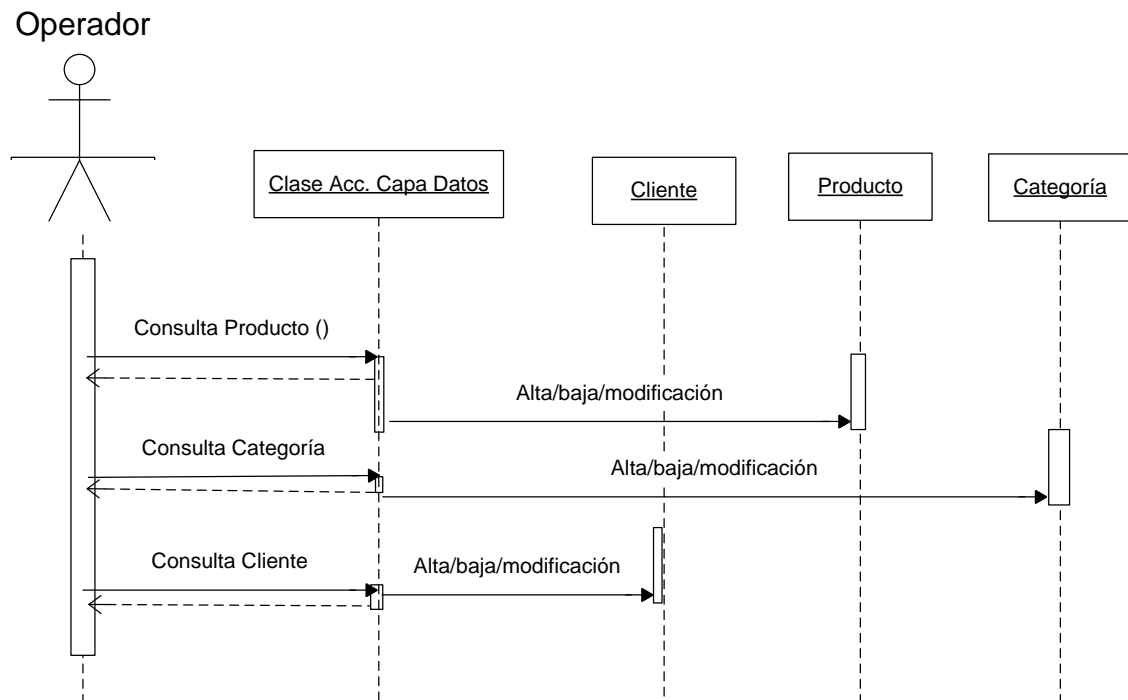 Operador
Clase Acc. Capa Datos
Cliente
Producto
Categoría
Consulta Producto ()
Alta/baja/modificación
Consulta Categoría
Alta/baja/modificación
Consulta Cliente
Alta/baja/modificación